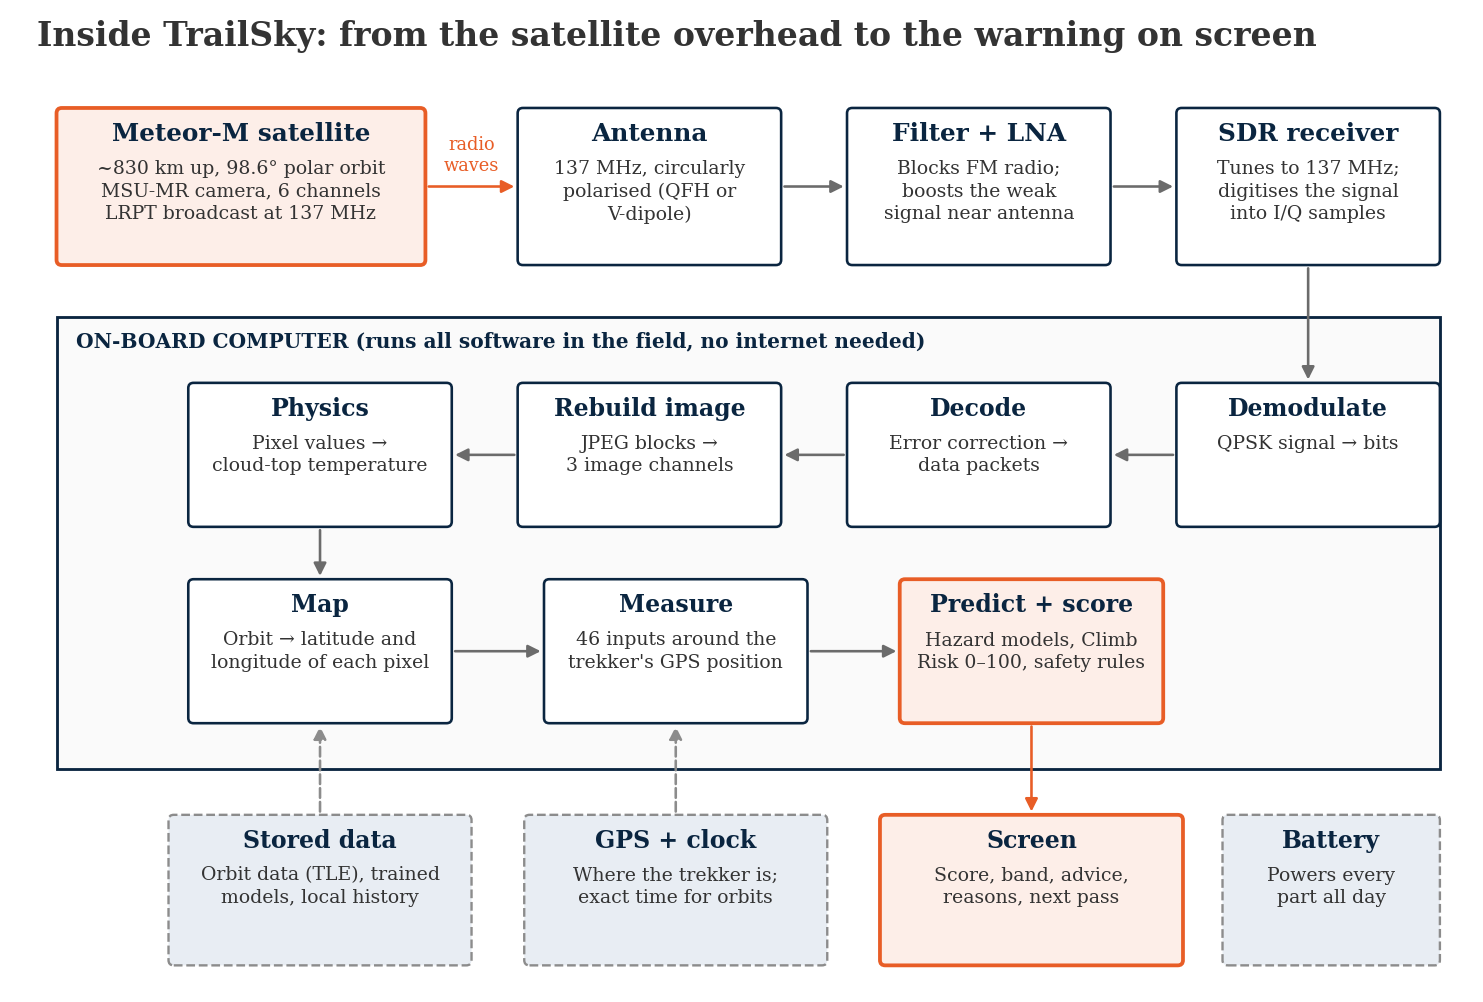 Inside TrailSky: from the satellite overhead to the warning on screen
Meteor-M satellite
~830 km up, 98.6° polar orbit
MSU-MR camera, 6 channels
LRPT broadcast at 137 MHz
radio
waves
Antenna
137 MHz, circularly
polarised (QFH or
V-dipole)
Filter + LNA
Blocks FM radio;
boosts the weak
signal near antenna
SDR receiver
Tunes to 137 MHz;
digitises the signal
into I/Q samples
ON-BOARD COMPUTER (runs all software in the field, no internet needed)
Physics
Pixel values →
cloud-top temperature
Rebuild image
JPEG blocks →
3 image channels
Decode
Error correction →
data packets
Demodulate
QPSK signal → bits
Map
Orbit → latitude and
longitude of each pixel
Measure
46 inputs around the
trekker's GPS position
Predict + score
Hazard models, Climb
Risk 0–100, safety rules
Stored data
Orbit data (TLE), trained
models, local history
GPS + clock
Where the trekker is;
exact time for orbits
Screen
Score, band, advice,
reasons, next pass
Battery
Powers every
part all day